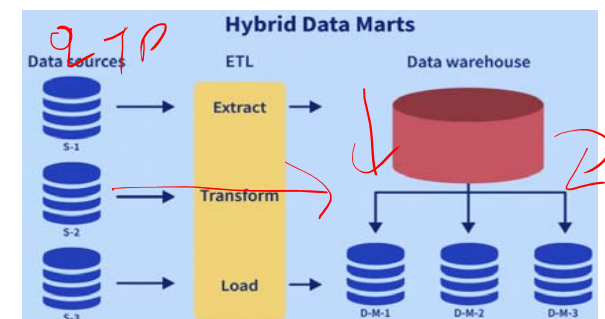 Hybrid Data Marts
Data sources
ETL
Data warehouse
S-1
Extract
S-2
Transform
S-3
Load
D-M-1
D-M-2
D-M-3